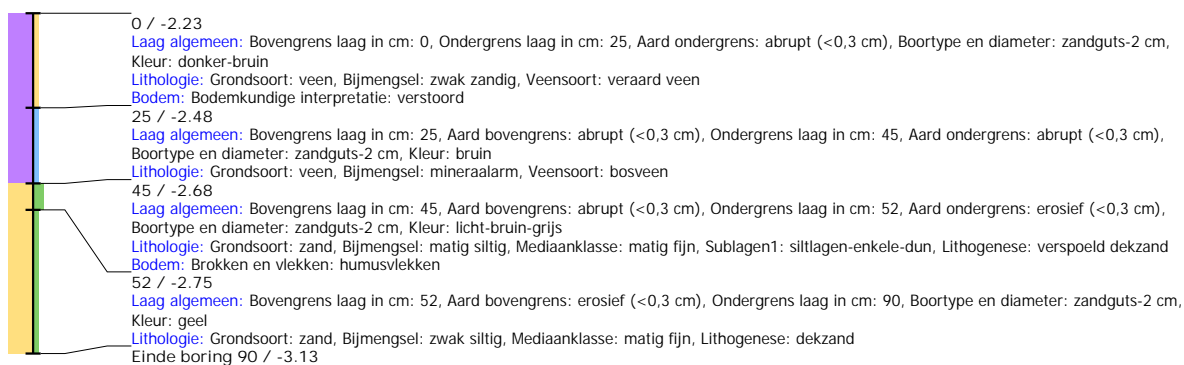 0 / -2.23
Laag algemeen: Bovengrens laag in cm: 0, Ondergrens laag in cm: 25, Aard ondergrens: abrupt (<0,3 cm), Boortype en diameter: zandguts-2 cm,
Kleur: donker-bruin
Lithologie: Grondsoort: veen, Bijmengsel: zwak zandig, Veensoort: veraard veen
Bodem: Bodemkundige interpretatie: verstoord
25 / -2.48
Laag algemeen: Bovengrens laag in cm: 25, Aard bovengrens: abrupt (<0,3 cm), Ondergrens laag in cm: 45, Aard ondergrens: abrupt (<0,3 cm),
Boortype en diameter: zandguts-2 cm, Kleur: bruin
Lithologie: Grondsoort: veen, Bijmengsel: mineraalarm, Veensoort: bosveen
45 / -2.68
Laag algemeen: Bovengrens laag in cm: 45, Aard bovengrens: abrupt (<0,3 cm), Ondergrens laag in cm: 52, Aard ondergrens: erosief (<0,3 cm),
Boortype en diameter: zandguts-2 cm, Kleur: licht-bruin-grijs
Lithologie: Grondsoort: zand, Bijmengsel: matig siltig, Mediaanklasse: matig fijn, Sublagen1: siltlagen-enkele-dun, Lithogenese: verspoeld dekzand
Bodem: Brokken en vlekken: humusvlekken
52 / -2.75
Laag algemeen: Bovengrens laag in cm: 52, Aard bovengrens: erosief (<0,3 cm), Ondergrens laag in cm: 90, Boortype en diameter: zandguts-2 cm,
Kleur: geel
Lithologie: Grondsoort: zand, Bijmengsel: zwak siltig, Mediaanklasse: matig fijn, Lithogenese: dekzand
Einde boring 90 / -3.13